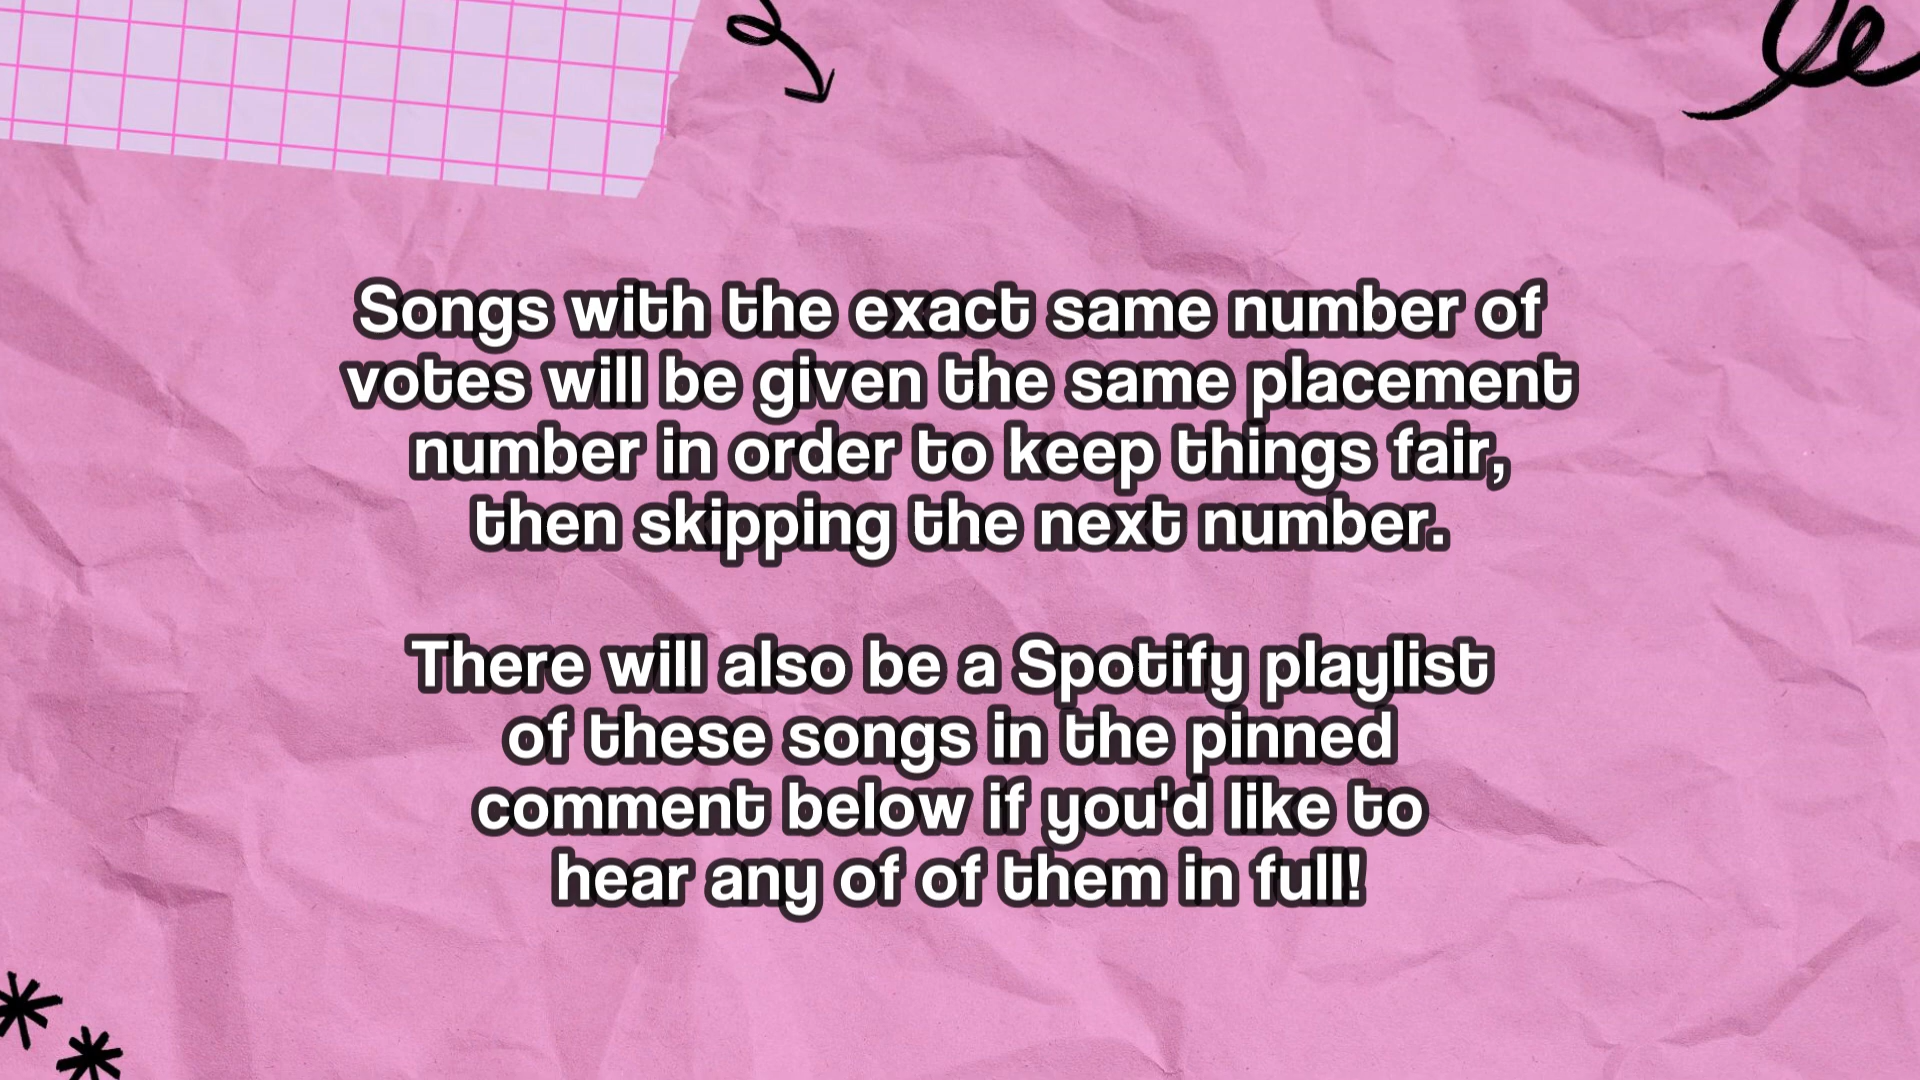 Songs with the exact same number of
votes will be given the same placement
number in order to keep things fair,
then skipping the next number.
There will also be a Spotify playlist
of these songs in the pinned
comment below if you'd like to
hear any of of them in full!